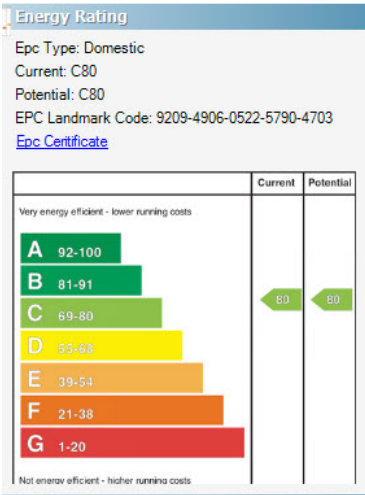 Energy Rating
Epc Type: Domestic
Current: C80
Potential: C80
EPC Landmark Code: 9209-4906-0522-5790-4703
Epc Ceritificate
Current Potential
Very energy efficient - lower running costs
A 92-100
B 81-91
80 80
C 69-80
D 55-68
E 39-54
F 21-38
G 1-20
Not energy efficient - higher running costs